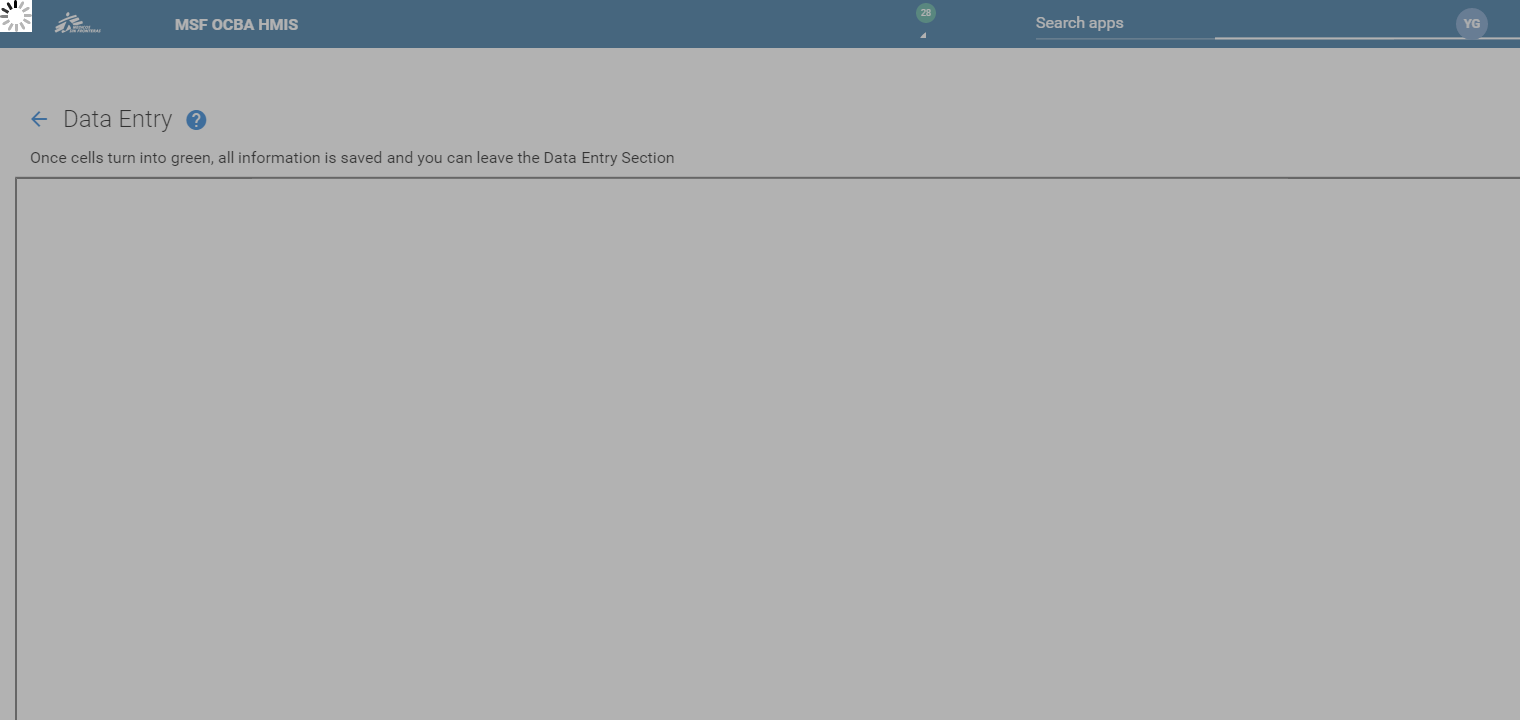 MSF OCBA HMIS
28
Search apps
YG
Data Entry
Once cells turn into green, all information is saved and you can leave the Data Entry Section